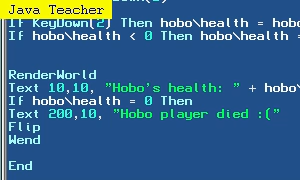 Java Teacher
If KeyDown(2) Then hobo\health = hobo
If hobo\health < 0 Then hobo\health =
RenderWorld
Text 10,10, "Hobo's health: " + hobo\
If hobo\health = 0 Then
Text 200,10, "Hobo player died :("
Flip
Wend
End